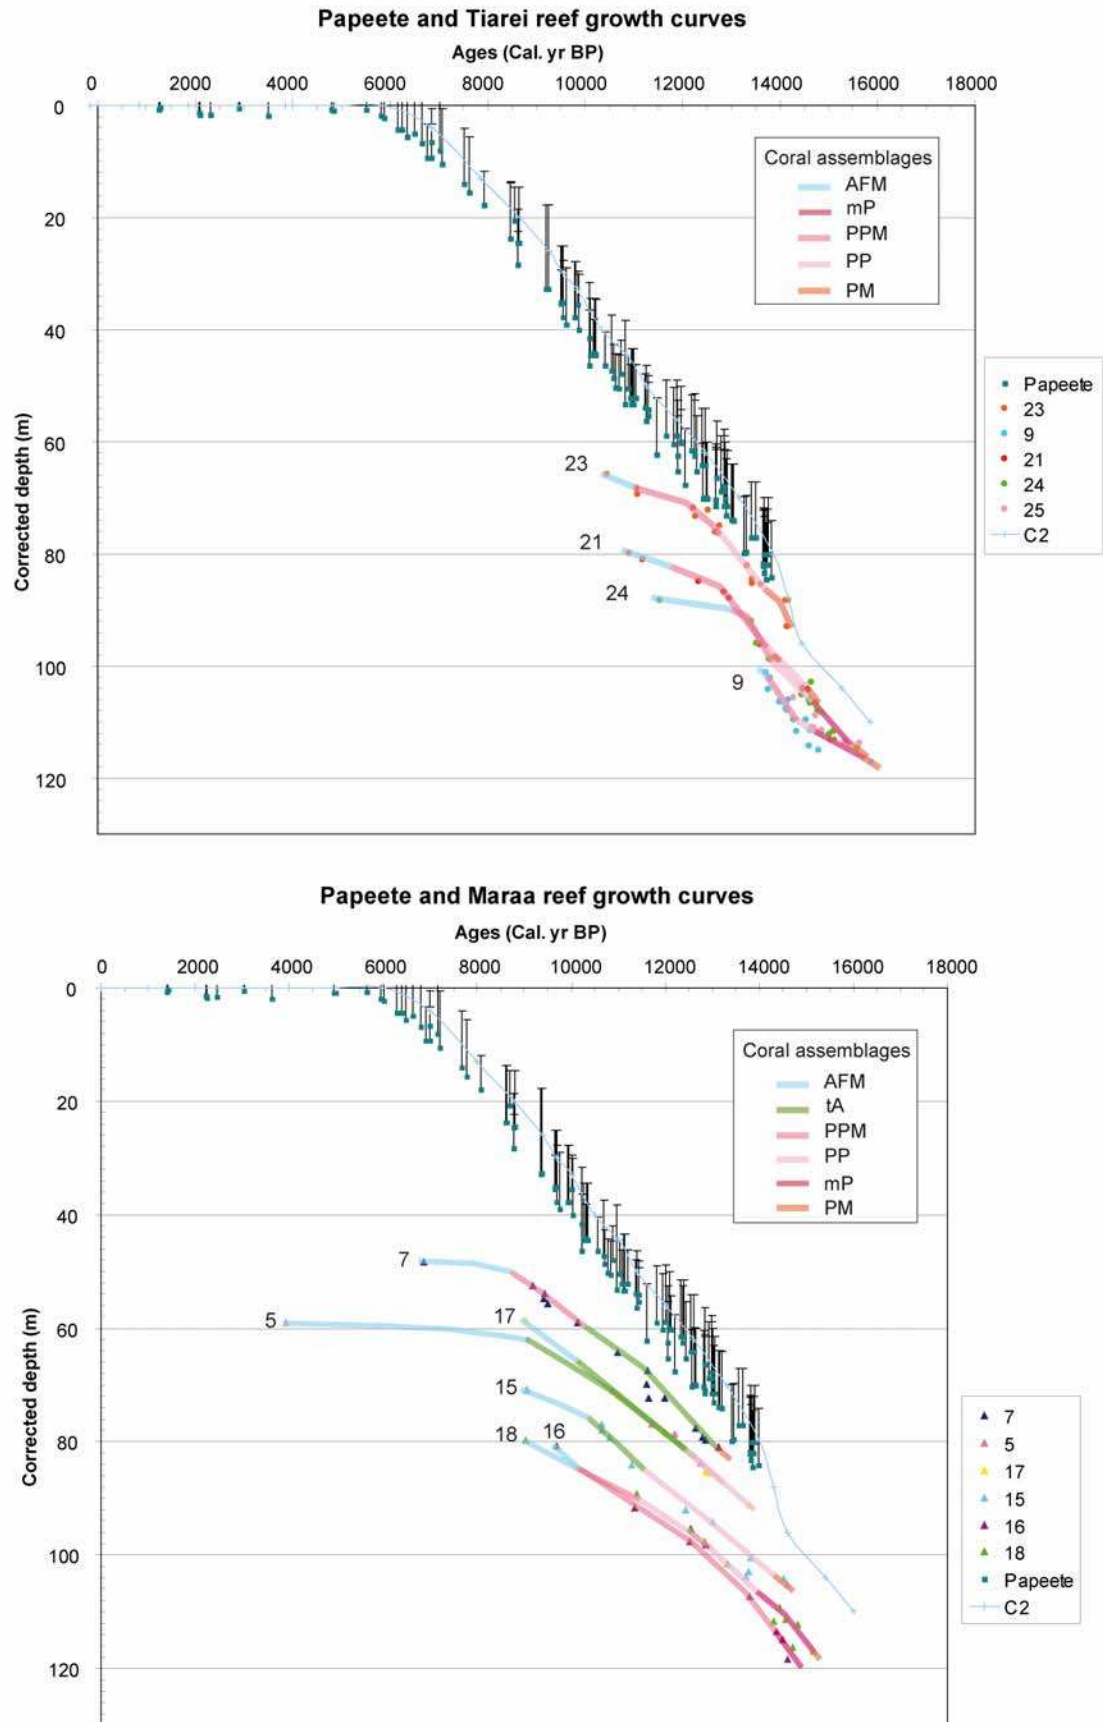 Papeete and Tiarei reef growth curves
Ages (Cal. yr BP)
0 2000 4000 6000 8000 10000 12000 14000 16000 18000
0
20
40
60
80
100
120
Corrected depth (m)
Coral assemblages
AFM
mP
PPM
PP
PM
23
21
24
9
Papeete
23
9
21
24
25
C2
Papeete and Maraa reef growth curves
Ages (Cal. yr BP)
0 2000 4000 6000 8000 10000 12000 14000 16000 18000
0
20
40
60
80
100
120
Corrected depth (m)
Coral assemblages
AFM
tA
PPM
PP
mP
PM
7
5
17
15
16
18
7
5
17
15
16
18
Papeete
C2